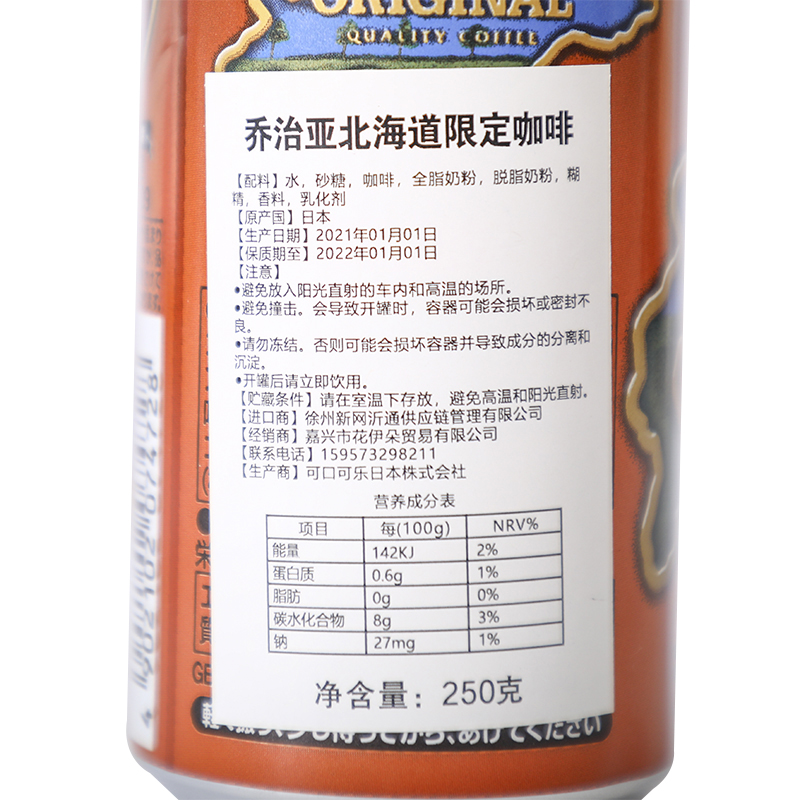 ORIGINAL
QUALITY COFFEE
乔治亚北海道限定咖啡
【配料】水，砂糖，咖啡，全脂奶粉，脱脂奶粉，糊
精，香料，乳化剂
【原产国】日本
【生产日期】2021年01月01日
【保质期至】2022年01月01日
【注意】
●避免放入阳光直射的车内和高温的场所。
●避免撞击。会导致开罐时，容器可能会损坏或密封不
良。
●请勿冻结。否则可能会损坏容器并导致成分的分离和
沉淀。
●开罐后请立即饮用。
【贮藏条件】请在室温下存放，避免高温和阳光直射。
【进口商】徐州新网沂通供应链管理有限公司
【经销商】嘉兴市花伊朵贸易有限公司
【联系电话】159573298211
【生产商】可口可乐日本株式会社
营养成分表
项目 每(100g) NRV%
能量 142KJ 2%
蛋白质 0.6g 1%
脂肪 0g 0%
碳水化合物 8g 3%
钠 27mg 1%
净含量：250克
GE
あけてください